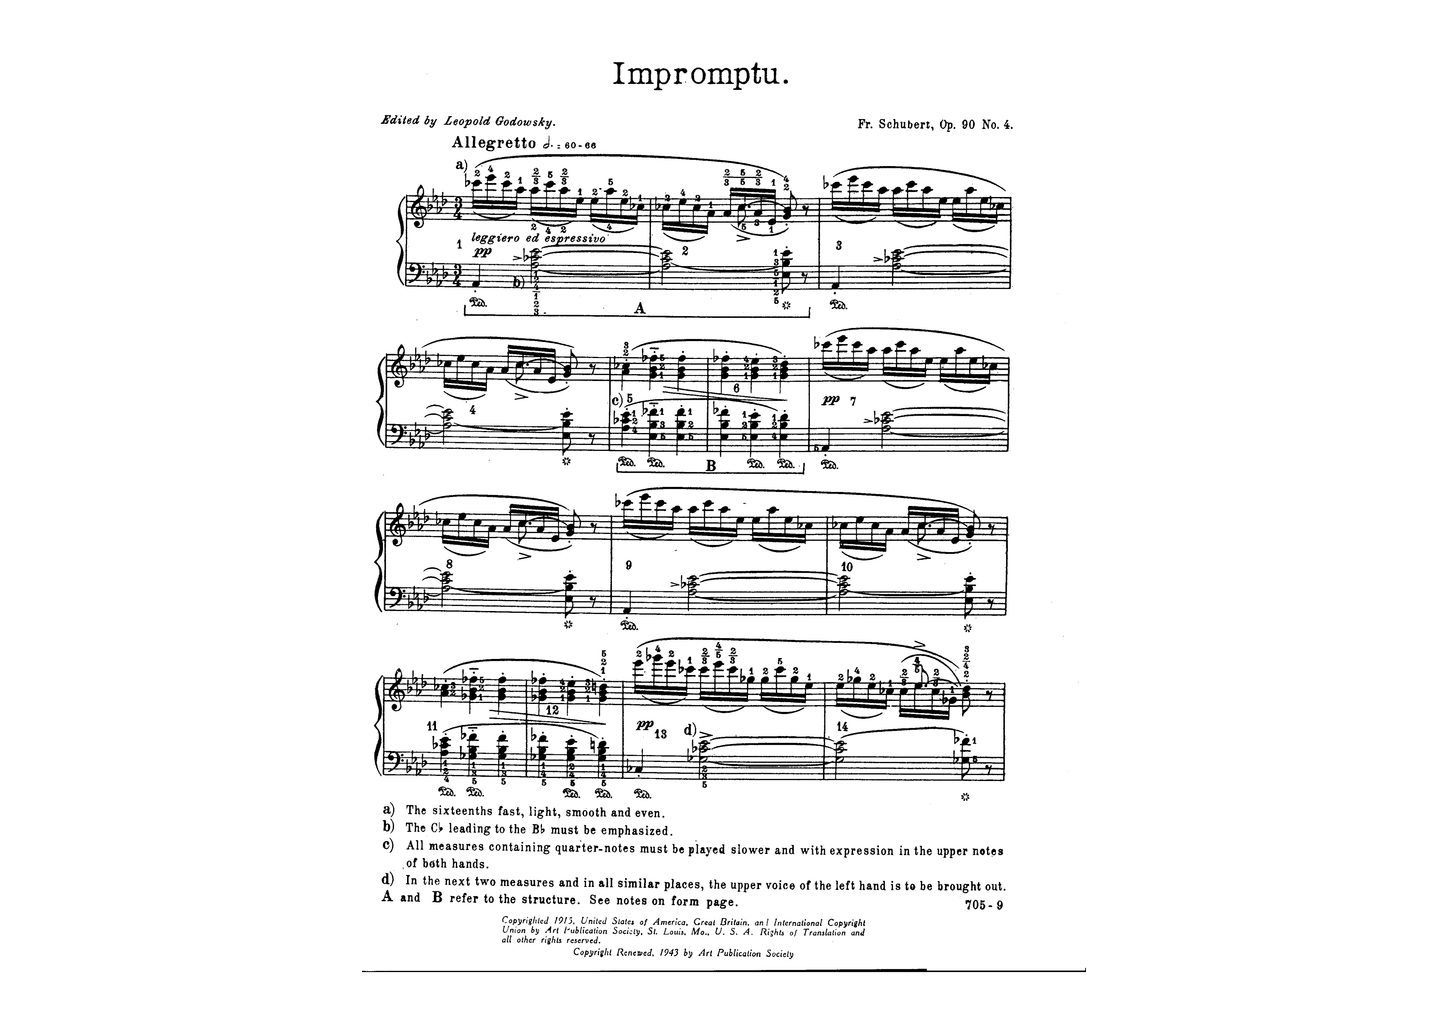 Impromptu.
Edited by Leopold Godowsky.
Fr. Schubert, Op. 90 No. 4.
Allegretto 𝅗𝅥. = 60-66
a)
leggiero ed espressivo
1
pp
2
3
b)
A
4
c) 5
6
pp 7
B
8
9
10
11
12
pp 13
d)
14
a) The sixteenths fast, light, smooth and even.
b) The C♭ leading to the B♭ must be emphasized.
c) All measures containing quarter-notes must be played slower and with expression in the upper notes
of both hands.
d) In the next two measures and in all similar places, the upper voice of the left hand is to be brought out.
A and B refer to the structure. See notes on form page.
705-9
Copyrighted 1915, United States of America, Great Britain, and International Copyright
Union by Art Publication Society, St. Louis, Mo., U. S. A. Rights of Translation and
all other rights reserved.
Copyright Renewed, 1943 by Art Publication Society